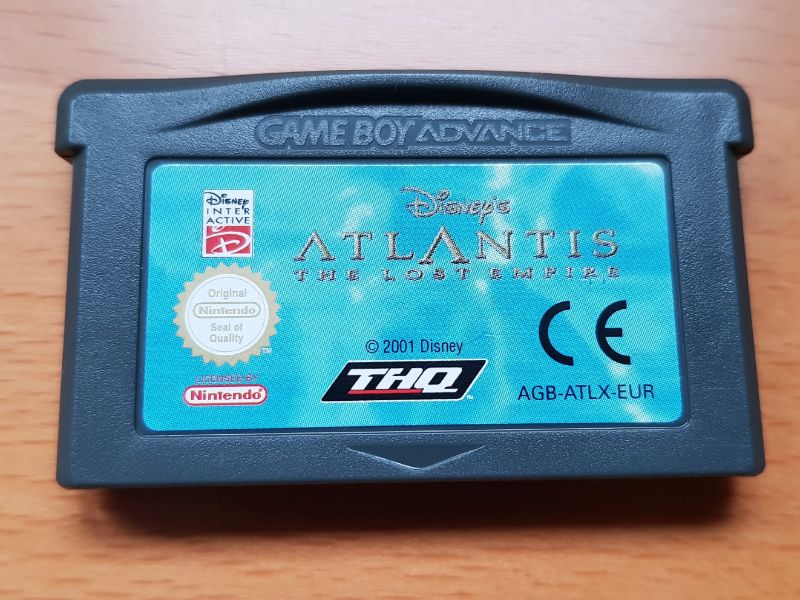 GAME BOY ADVANCE
Disney
INTER
ACTIVE
Disney's
ATLANTIS
THE LOST EMPIRE
Original
Nintendo
Seal of
Quality
TM
LICENSED BY
Nintendo
© 2001 Disney
THQ
CE
AGB-ATLX-EUR